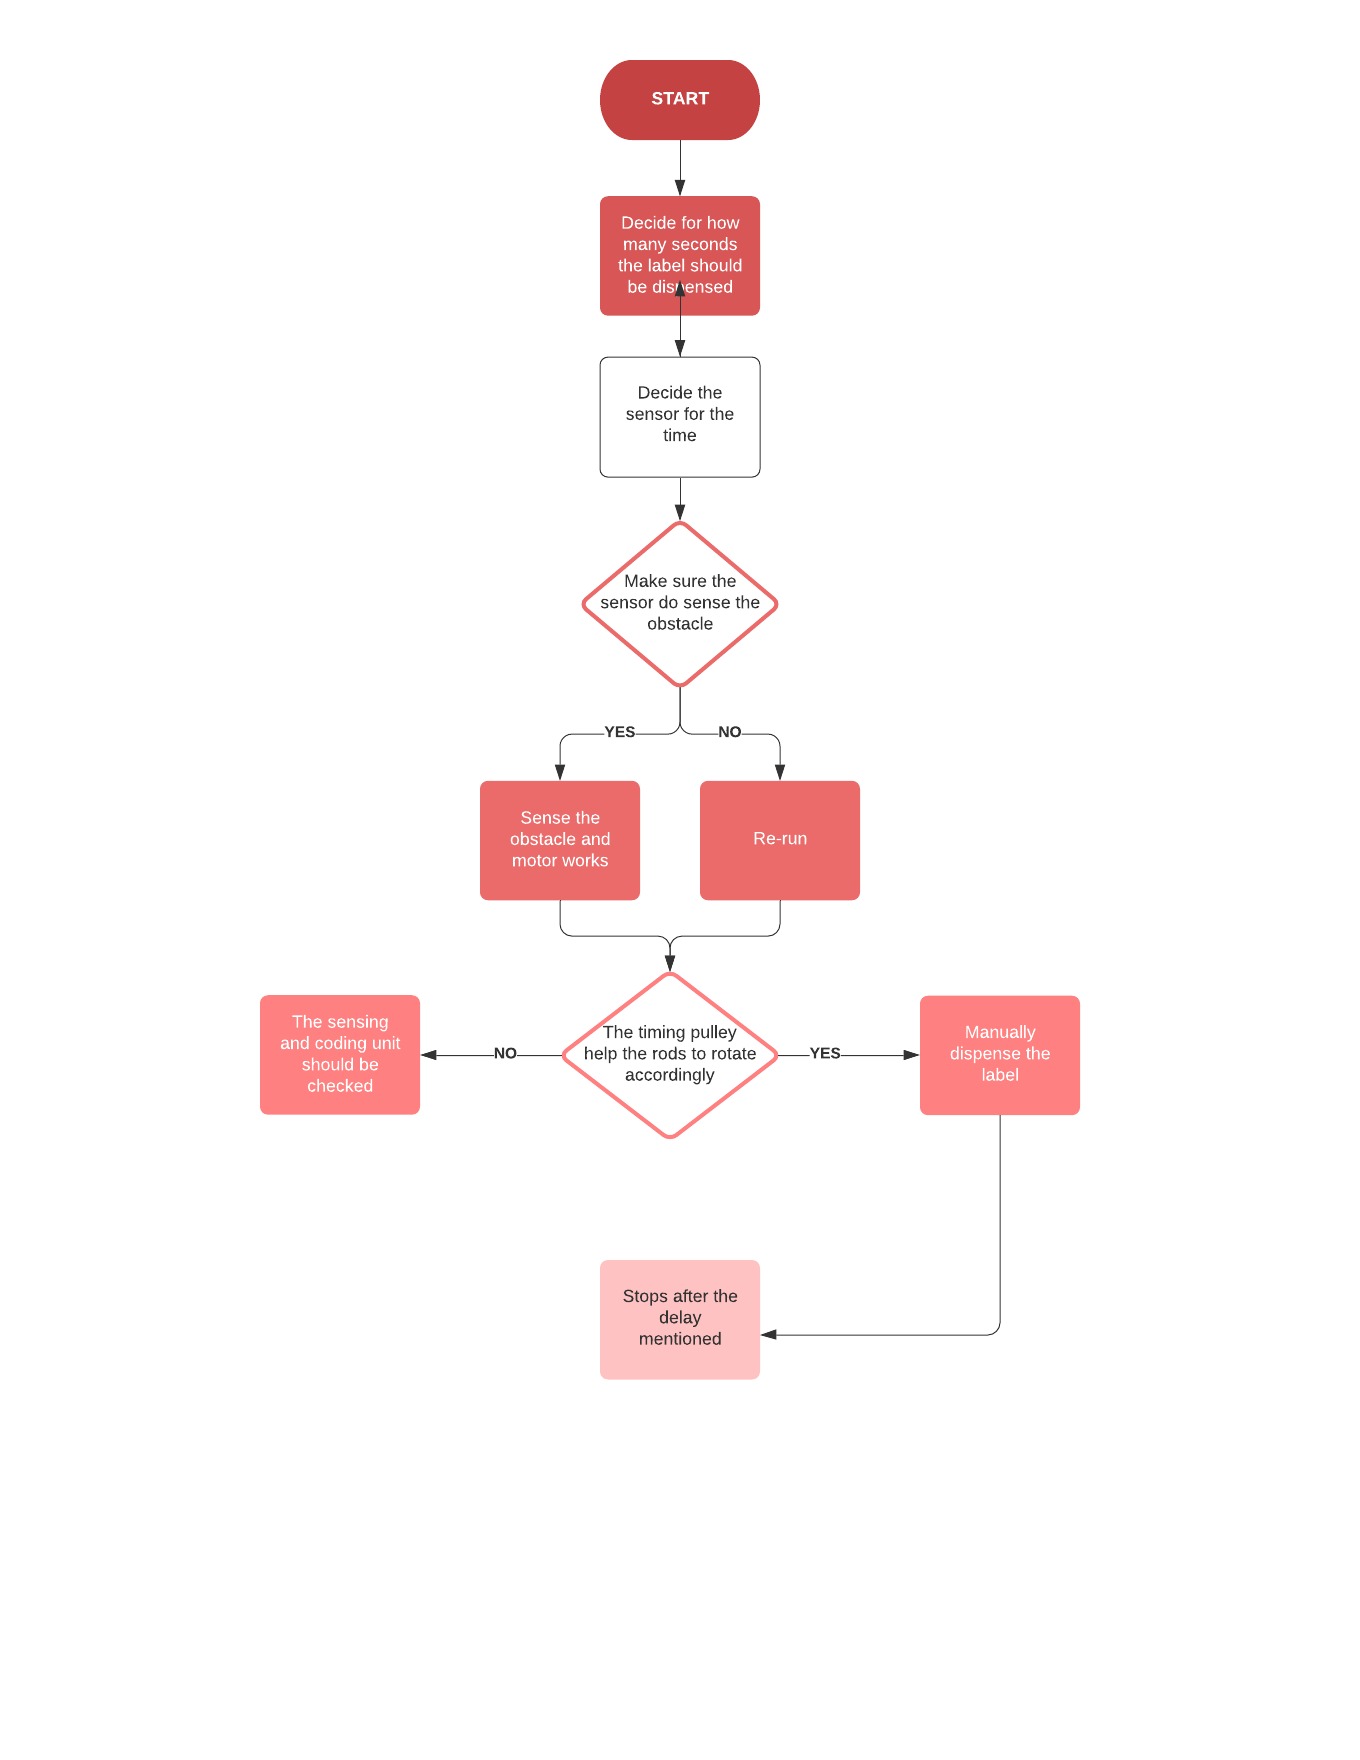 START
Decide for how
many seconds
the label should
be dispensed
Decide the
sensor for the
time
Make sure the
sensor do sense the
obstacle
YES
NO
Sense the
obstacle and
motor works
Re-run
The sensing
and coding unit
should be
checked
NO
The timing pulley
help the rods to rotate
accordingly
YES
Manually
dispense the
label
Stops after the
delay
mentioned